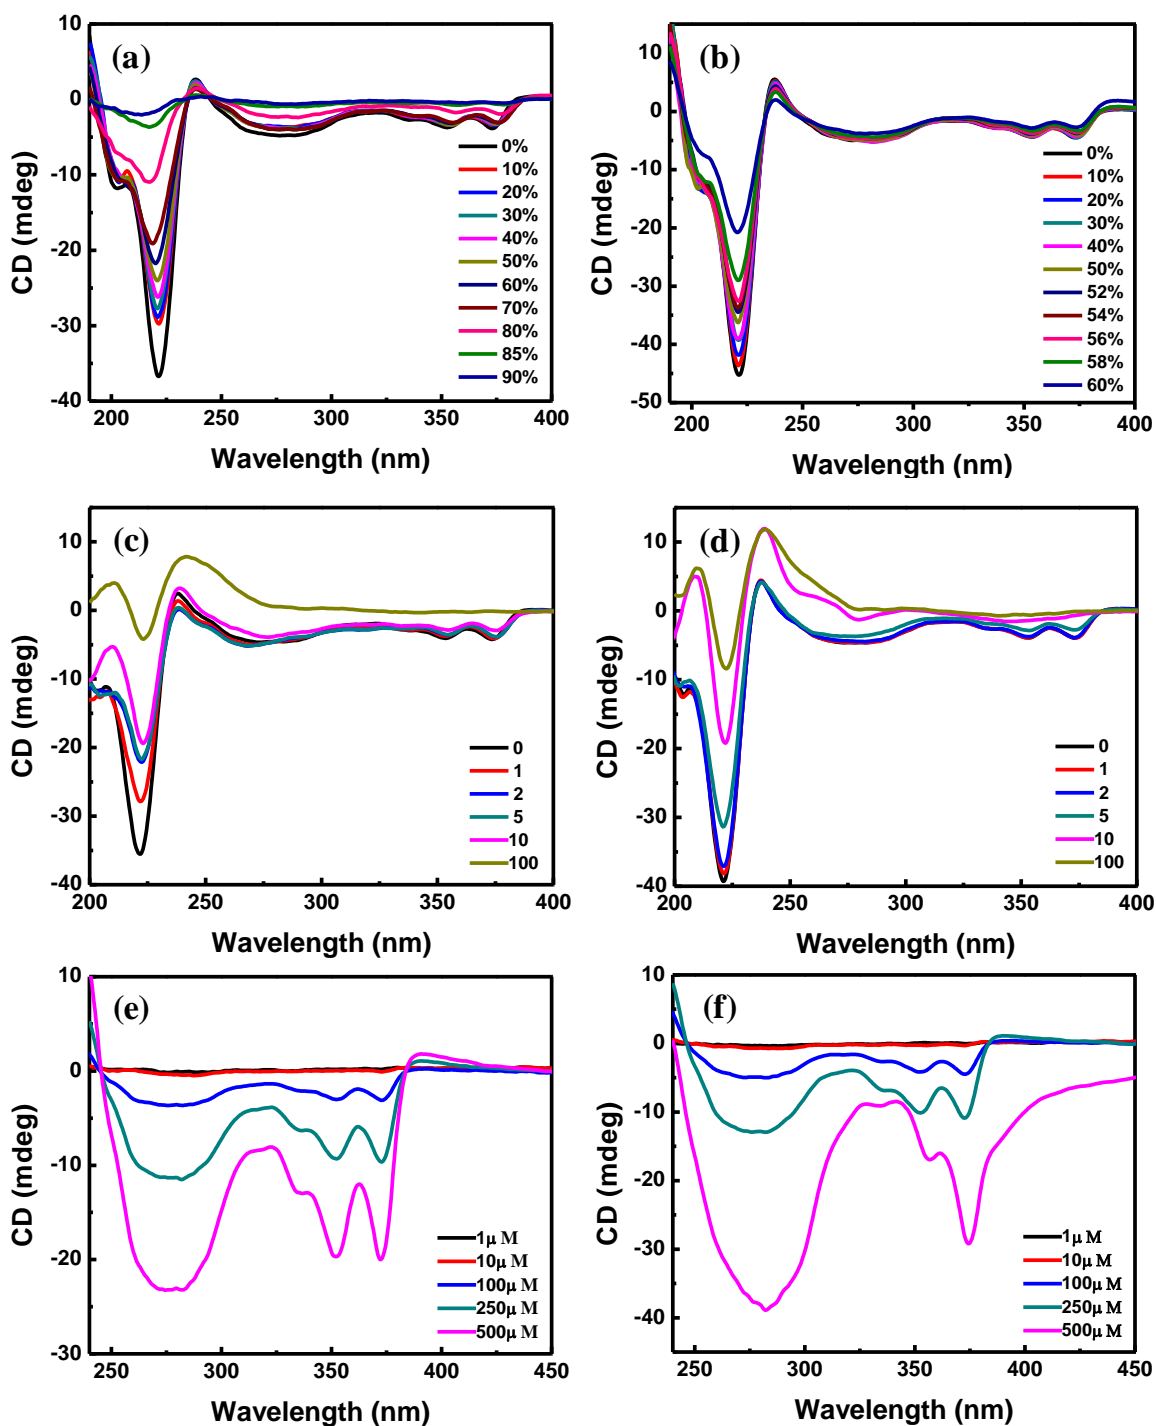 (a)
10
0
-10
-20
-30
-40
CD (mdeg)
0%
10%
20%
30%
40%
50%
60%
70%
80%
85%
90%
200 250 300 350 400
Wavelength (nm)
(b)
10
0
-10
-20
-30
-40
-50
CD (mdeg)
0%
10%
20%
30%
40%
50%
52%
54%
56%
58%
60%
200 250 300 350 400
Wavelength (nm)
(c)
10
0
-10
-20
-30
-40
CD (mdeg)
0
1
2
5
10
100
200 250 300 350 400
Wavelength (nm)
(d)
10
0
-10
-20
-30
-40
CD (mdeg)
0
1
2
5
10
100
200 250 300 350 400
Wavelength (nm)
(e)
10
0
-10
-20
-30
CD (mdeg)
1μ M
10μ M
100μ M
250μ M
500μ M
250 300 350 400 450
Wavelength (nm)
(f)
10
0
-10
-20
-30
-40
CD (mdeg)
1μ M
10μ M
100μ M
250μ M
500μ M
250 300 350 400 450
Wavelength (nm)